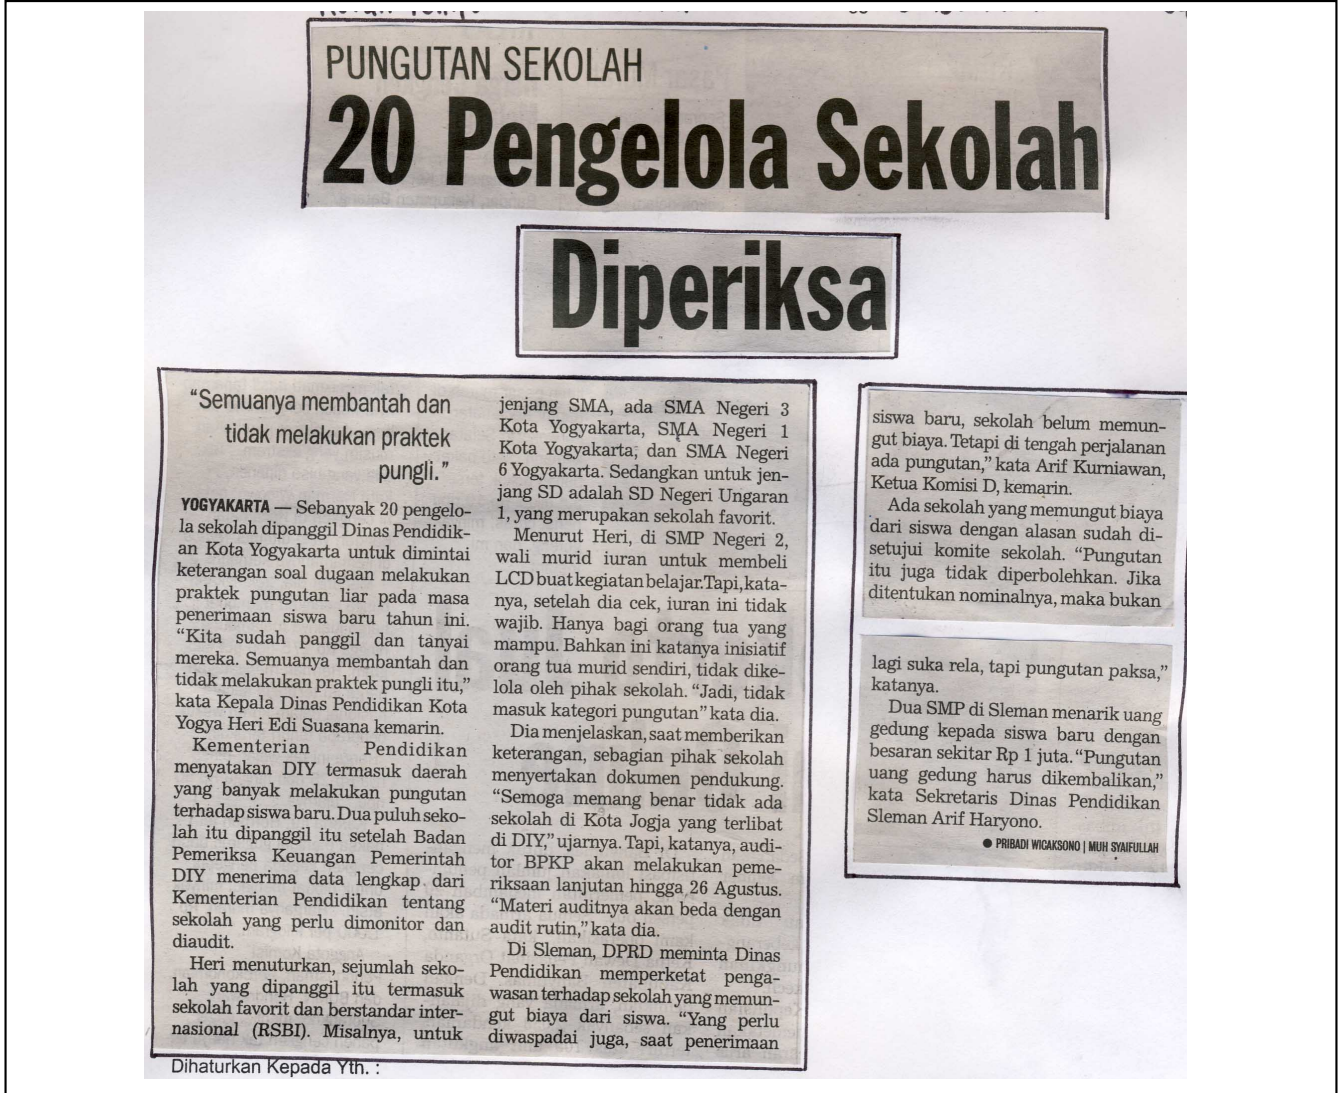 PUNGUTAN SEKOLAH
20 Pengelola Sekolah
Diperiksa
“Semuanya membantah dan
tidak melakukan praktek
pungli.”
YOGYAKARTA — Sebanyak 20 pengelo-
la sekolah dipanggil Dinas Pendidik-
an Kota Yogyakarta untuk dimintai
keterangan soal dugaan melakukan
praktek pungutan liar pada masa
penerimaan siswa baru tahun ini.
“Kita sudah panggil dan tanyai
mereka. Semuanya membantah dan
tidak melakukan praktek pungli itu,”
kata Kepala Dinas Pendidikan Kota
Yogya Heri Edi Suasana kemarin.
Kementerian Pendidikan
menyatakan DIY termasuk daerah
yang banyak melakukan pungutan
terhadap siswa baru. Dua puluh seko-
lah itu dipanggil itu setelah Badan
Pemeriksa Keuangan Pemerintah
DIY menerima data lengkap dari
Kementerian Pendidikan tentang
sekolah yang perlu dimonitor dan
diaudit.
Heri menuturkan, sejumlah seko-
lah yang dipanggil itu termasuk
sekolah favorit dan berstandar inter-
nasional (RSBI). Misalnya, untuk
jenjang SMA, ada SMA Negeri 3
Kota Yogyakarta, SMA Negeri 1
Kota Yogyakarta, dan SMA Negeri
6 Yogyakarta. Sedangkan untuk jen-
jang SD adalah SD Negeri Ungaran
1, yang merupakan sekolah favorit.
Menurut Heri, di SMP Negeri 2,
wali murid iuran untuk membeli
LCD buat kegiatan belajar. Tapi, kata-
nya, setelah dia cek, iuran ini tidak
wajib. Hanya bagi orang tua yang
mampu. Bahkan ini katanya inisiatif
orang tua murid sendiri, tidak dike-
lola oleh pihak sekolah. “Jadi, tidak
masuk kategori pungutan” kata dia.
Dia menjelaskan, saat memberikan
keterangan, sebagian pihak sekolah
menyertakan dokumen pendukung.
“Semoga memang benar tidak ada
sekolah di Kota Jogja yang terlibat
di DIY,” ujarnya. Tapi, katanya, audi-
tor BPKP akan melakukan peme-
riksaan lanjutan hingga 26 Agustus.
“Materi auditnya akan beda dengan
audit rutin,” kata dia.
Di Sleman, DPRD meminta Dinas
Pendidikan memperketat penga-
wasan terhadap sekolah yang memun-
gut biaya dari siswa. “Yang perlu
diwaspadai juga, saat penerimaan
siswa baru, sekolah belum memun-
gut biaya. Tetapi di tengah perjalanan
ada pungutan,” kata Arif Kurniawan,
Ketua Komisi D, kemarin.
Ada sekolah yang memungut biaya
dari siswa dengan alasan sudah di-
setujui komite sekolah. “Pungutan
itu juga tidak diperbolehkan. Jika
ditentukan nominalnya, maka bukan
lagi suka rela, tapi pungutan paksa,”
katanya.
Dua SMP di Sleman menarik uang
gedung kepada siswa baru dengan
besaran sekitar Rp 1 juta. “Pungutan
uang gedung harus dikembalikan,”
kata Sekretaris Dinas Pendidikan
Sleman Arif Haryono.
● PRIBADI WICAKSONO | MUH SYAIFULLAH
Dihaturkan Kepada Yth. :